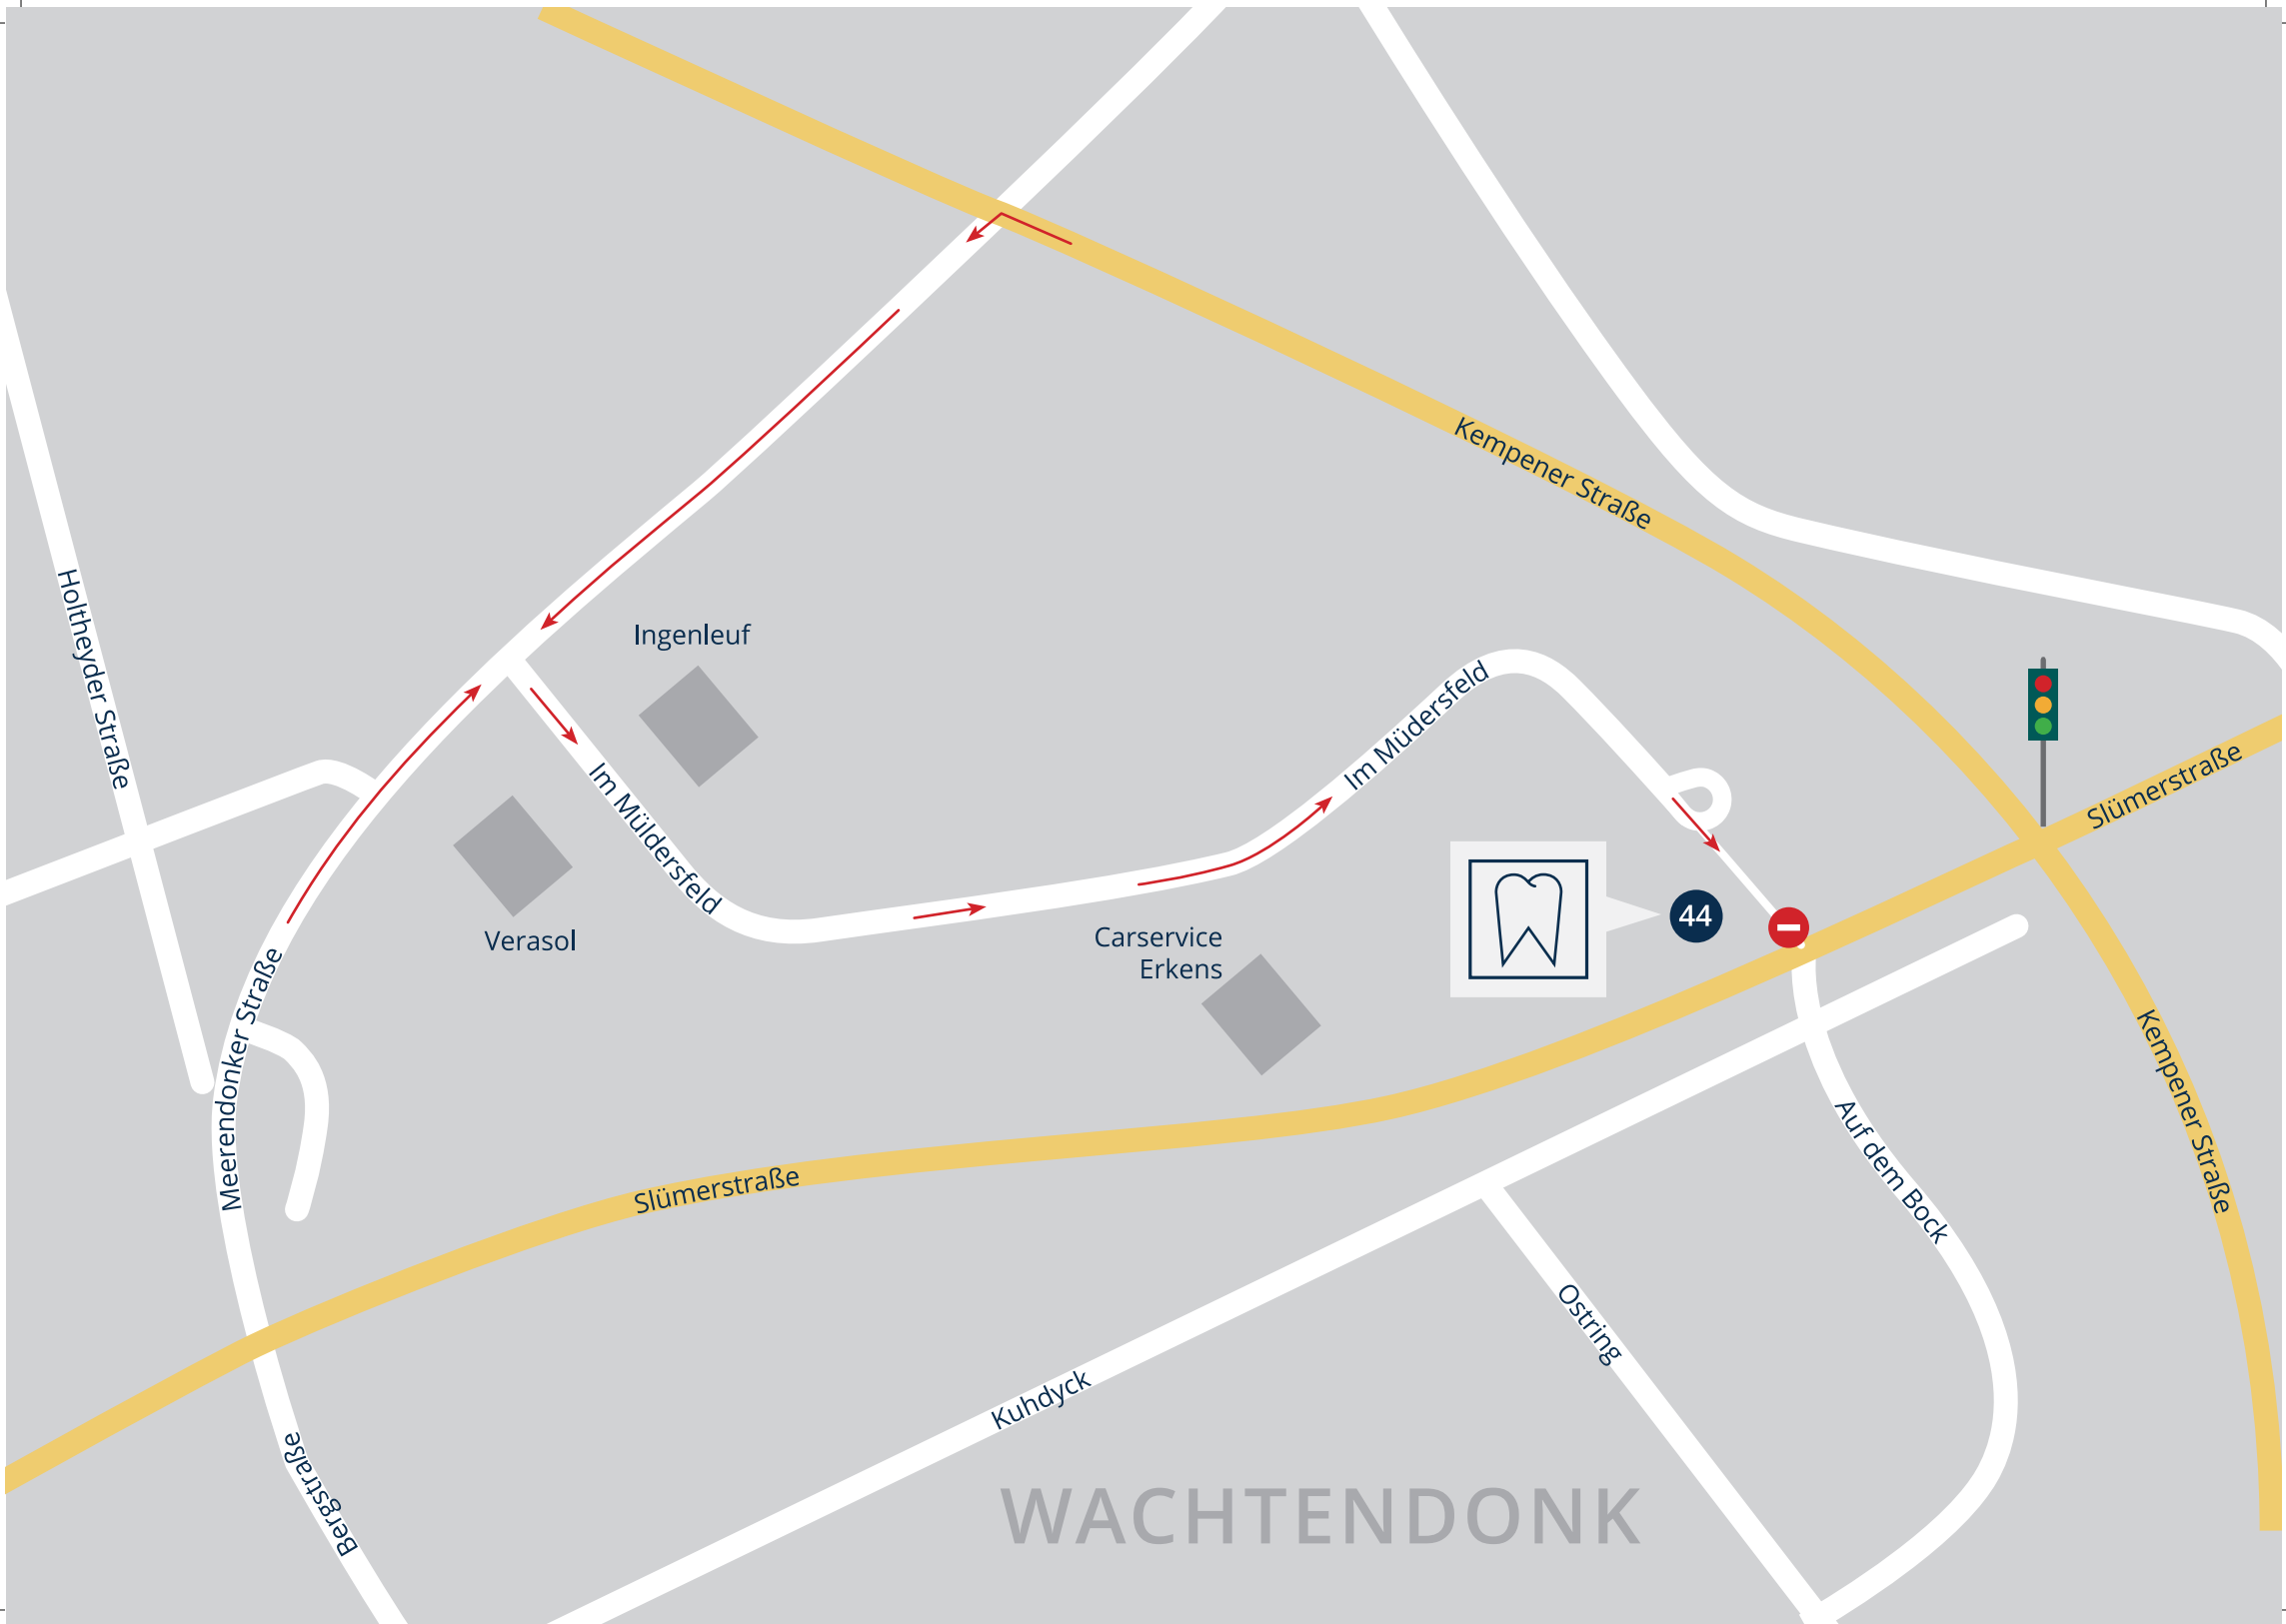 Kempener Straße
Holtheyder Straße
Ingenleuf
Im Müldersfeld
Im Müdersfeld
Slümerstraße
Verasol
Carservice
Erkens
44
Meerendonker Straße
Kempener Straße
Auf dem Bock
Slümerstraße
Ostring
Kuhdyck
Bergstraße
WACHTENDONK